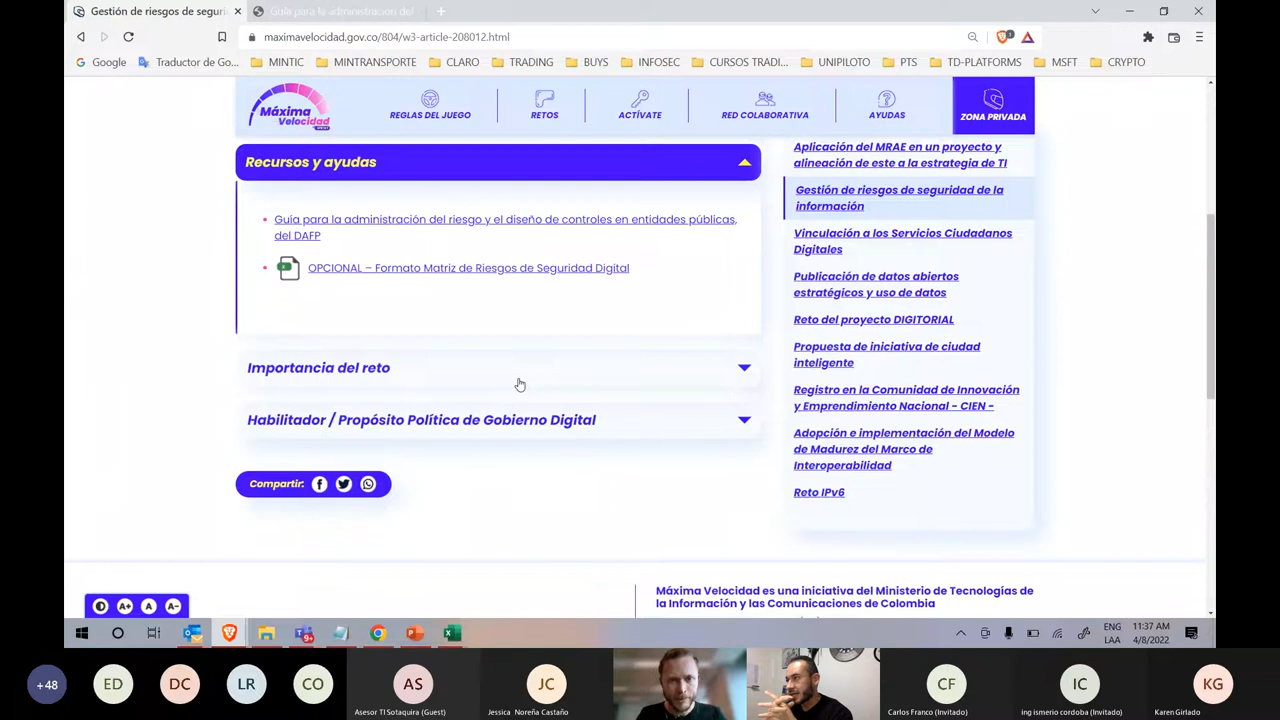 Gestión de riesgos de seguri
Guía para la administración del
maximavelocidad.gov.co/804/w3-article-208012.html
Google
Traductor de Go...
MINTIC
MINTRANSPORTE
CLARO
TRADING
BUYS
INFOSEC
CURSOS TRADI...
UNIPILOTO
PTS
TD-PLATFORMS
MSFT
CRYPTO
Máxima
Velocidad
REGLAS DEL JUEGO
RETOS
ACTÍVATE
RED COLABORATIVA
AYUDAS
ZONA PRIVADA
Recursos y ayudas
Guía para la administración del riesgo y el diseño de controles en entidades públicas,
del DAFP
OPCIONAL – Formato Matriz de Riesgos de Seguridad Digital
Importancia del reto
Habilitador / Propósito Política de Gobierno Digital
Compartir:
Aplicación del MRAE en un proyecto y
alineación de este a la estrategia de TI
Gestión de riesgos de seguridad de la
información
Vinculación a los Servicios Ciudadanos
Digitales
Publicación de datos abiertos
estratégicos y uso de datos
Reto del proyecto DIGITORIAL
Propuesta de iniciativa de ciudad
inteligente
Registro en la Comunidad de Innovación
y Emprendimiento Nacional - CIEN -
Adopción e implementación del Modelo
de Madurez del Marco de
Interoperabilidad
Reto IPv6
Máxima Velocidad es una iniciativa del Ministerio de Tecnologías de
la Información y las Comunicaciones de Colombia
A+
A
A-
9+
ENG
LAA
11:37 AM
4/8/2022
+48
ED
DC
LR
CO
AS
Asesor TI Sotaquira (Guest)
JC
Jessica Noreña Castaño
CF
Carlos Franco (Invitado)
IC
ing ismerio cordoba (Invitado)
KG
Karen Girlado